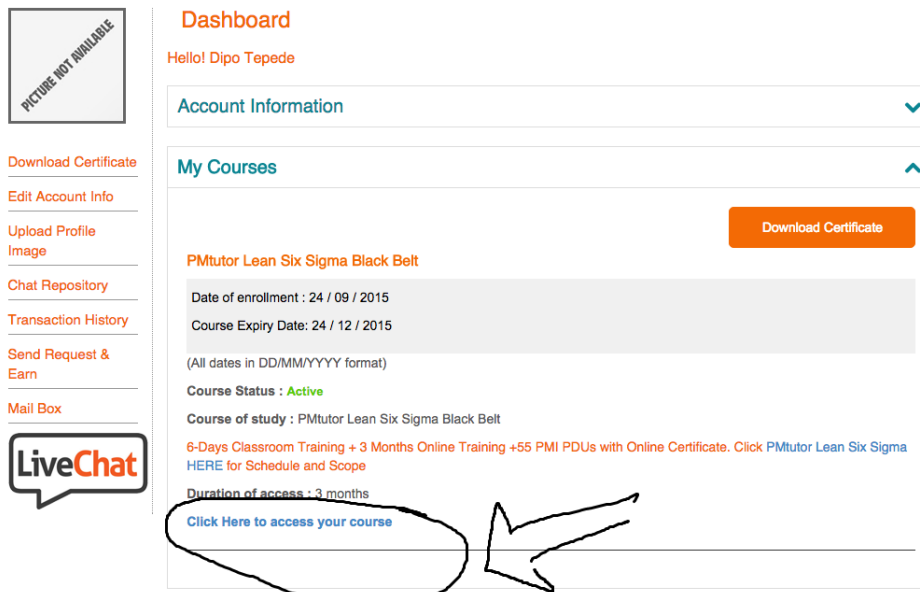 PICTURE NOT AVAILABLE
Download Certificate
Edit Account Info
Upload Profile
Image
Chat Repository
Transaction History
Send Request &
Earn
Mail Box
LiveChat
Dashboard
Hello! Dipo Tepede
Account Information
My Courses
Download Certificate
PMtutor Lean Six Sigma Black Belt
Date of enrollment : 24 / 09 / 2015
Course Expiry Date: 24 / 12 / 2015
(All dates in DD/MM/YYYY format)
Course Status : Active
Course of study : PMtutor Lean Six Sigma Black Belt
6-Days Classroom Training + 3 Months Online Training +55 PMI PDUs with Online Certificate. Click PMtutor Lean Six Sigma
HERE for Schedule and Scope
Duration of access : 3 months
Click Here to access your course